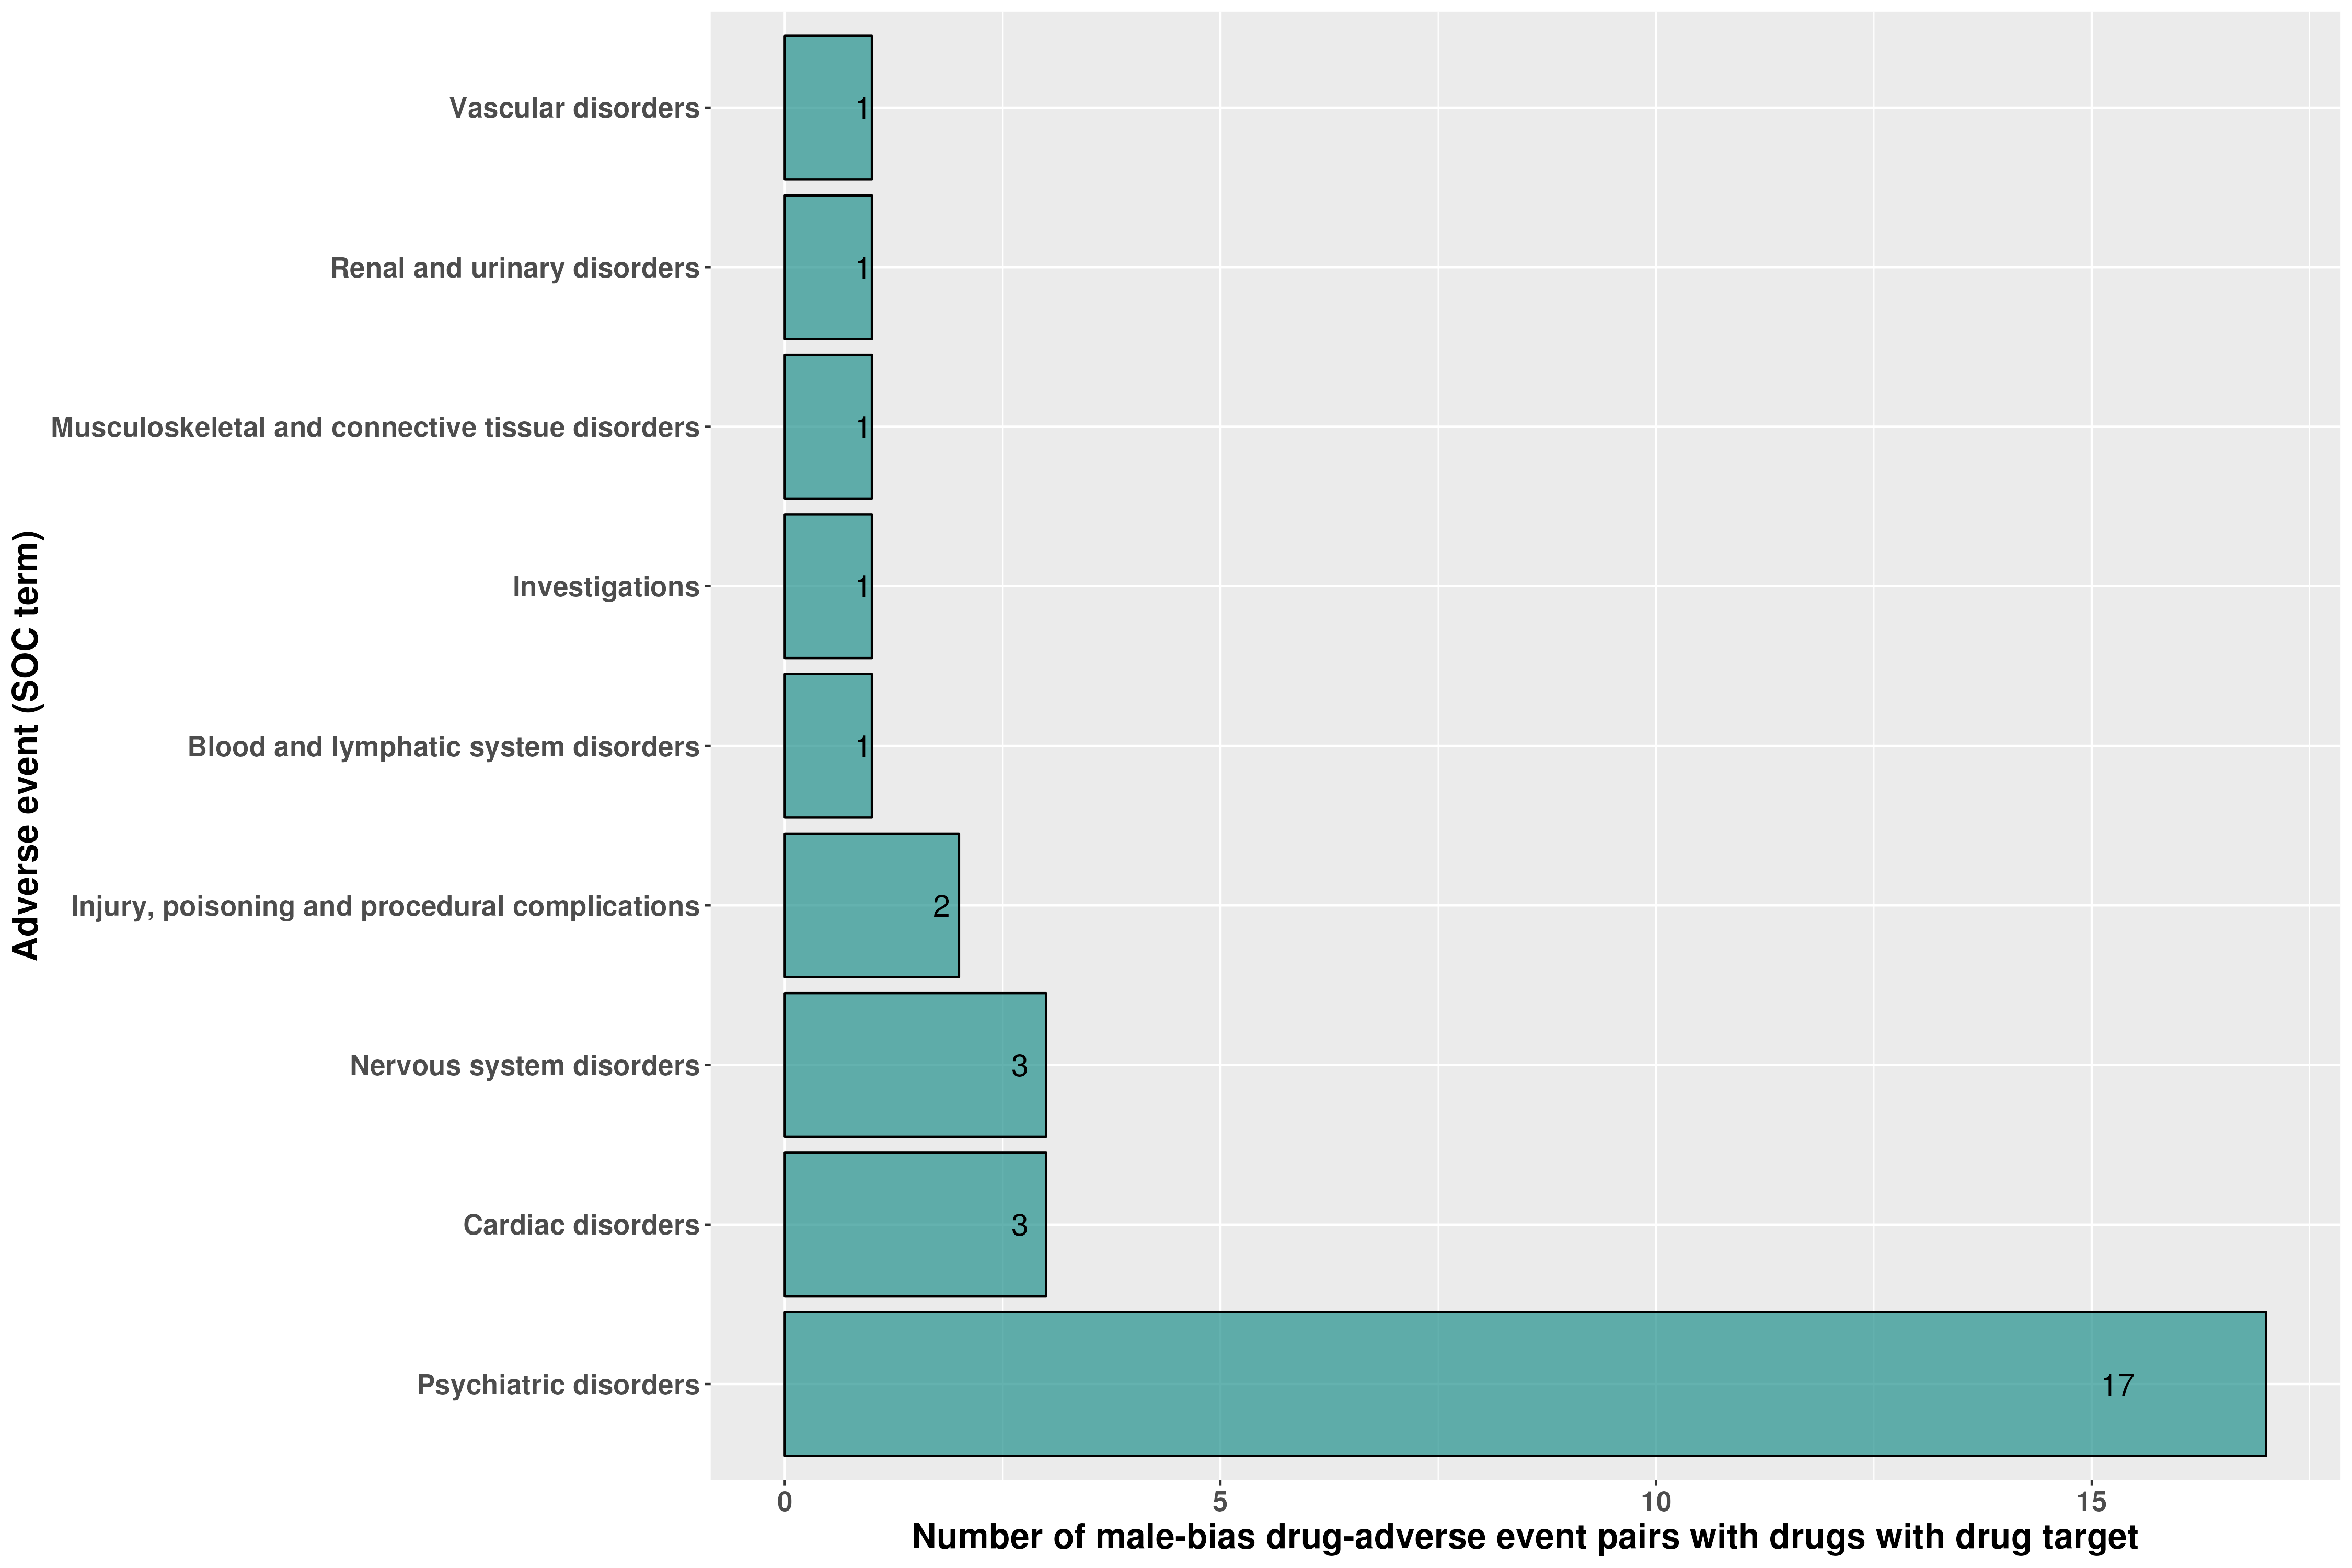 Adverse event (SOC term)
Vascular disorders 1
Renal and urinary disorders 1
Musculoskeletal and connective tissue disorders 1
Investigations 1
Blood and lymphatic system disorders 1
Injury, poisoning and procedural complications 2
Nervous system disorders 3
Cardiac disorders 3
Psychiatric disorders 17
0 5 10 15
Number of male-bias drug-adverse event pairs with drugs with drug target